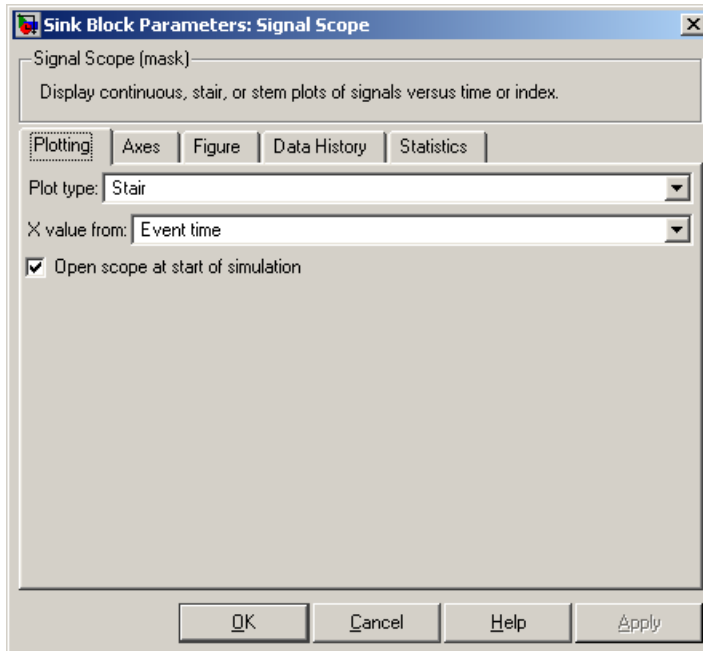 Sink Block Parameters: Signal Scope
Signal Scope (mask)
Display continuous, stair, or stem plots of signals versus time or index.
Plotting Axes Figure Data History Statistics
Plot type: Stair
X value from: Event time
Open scope at start of simulation
OK Cancel Help Apply